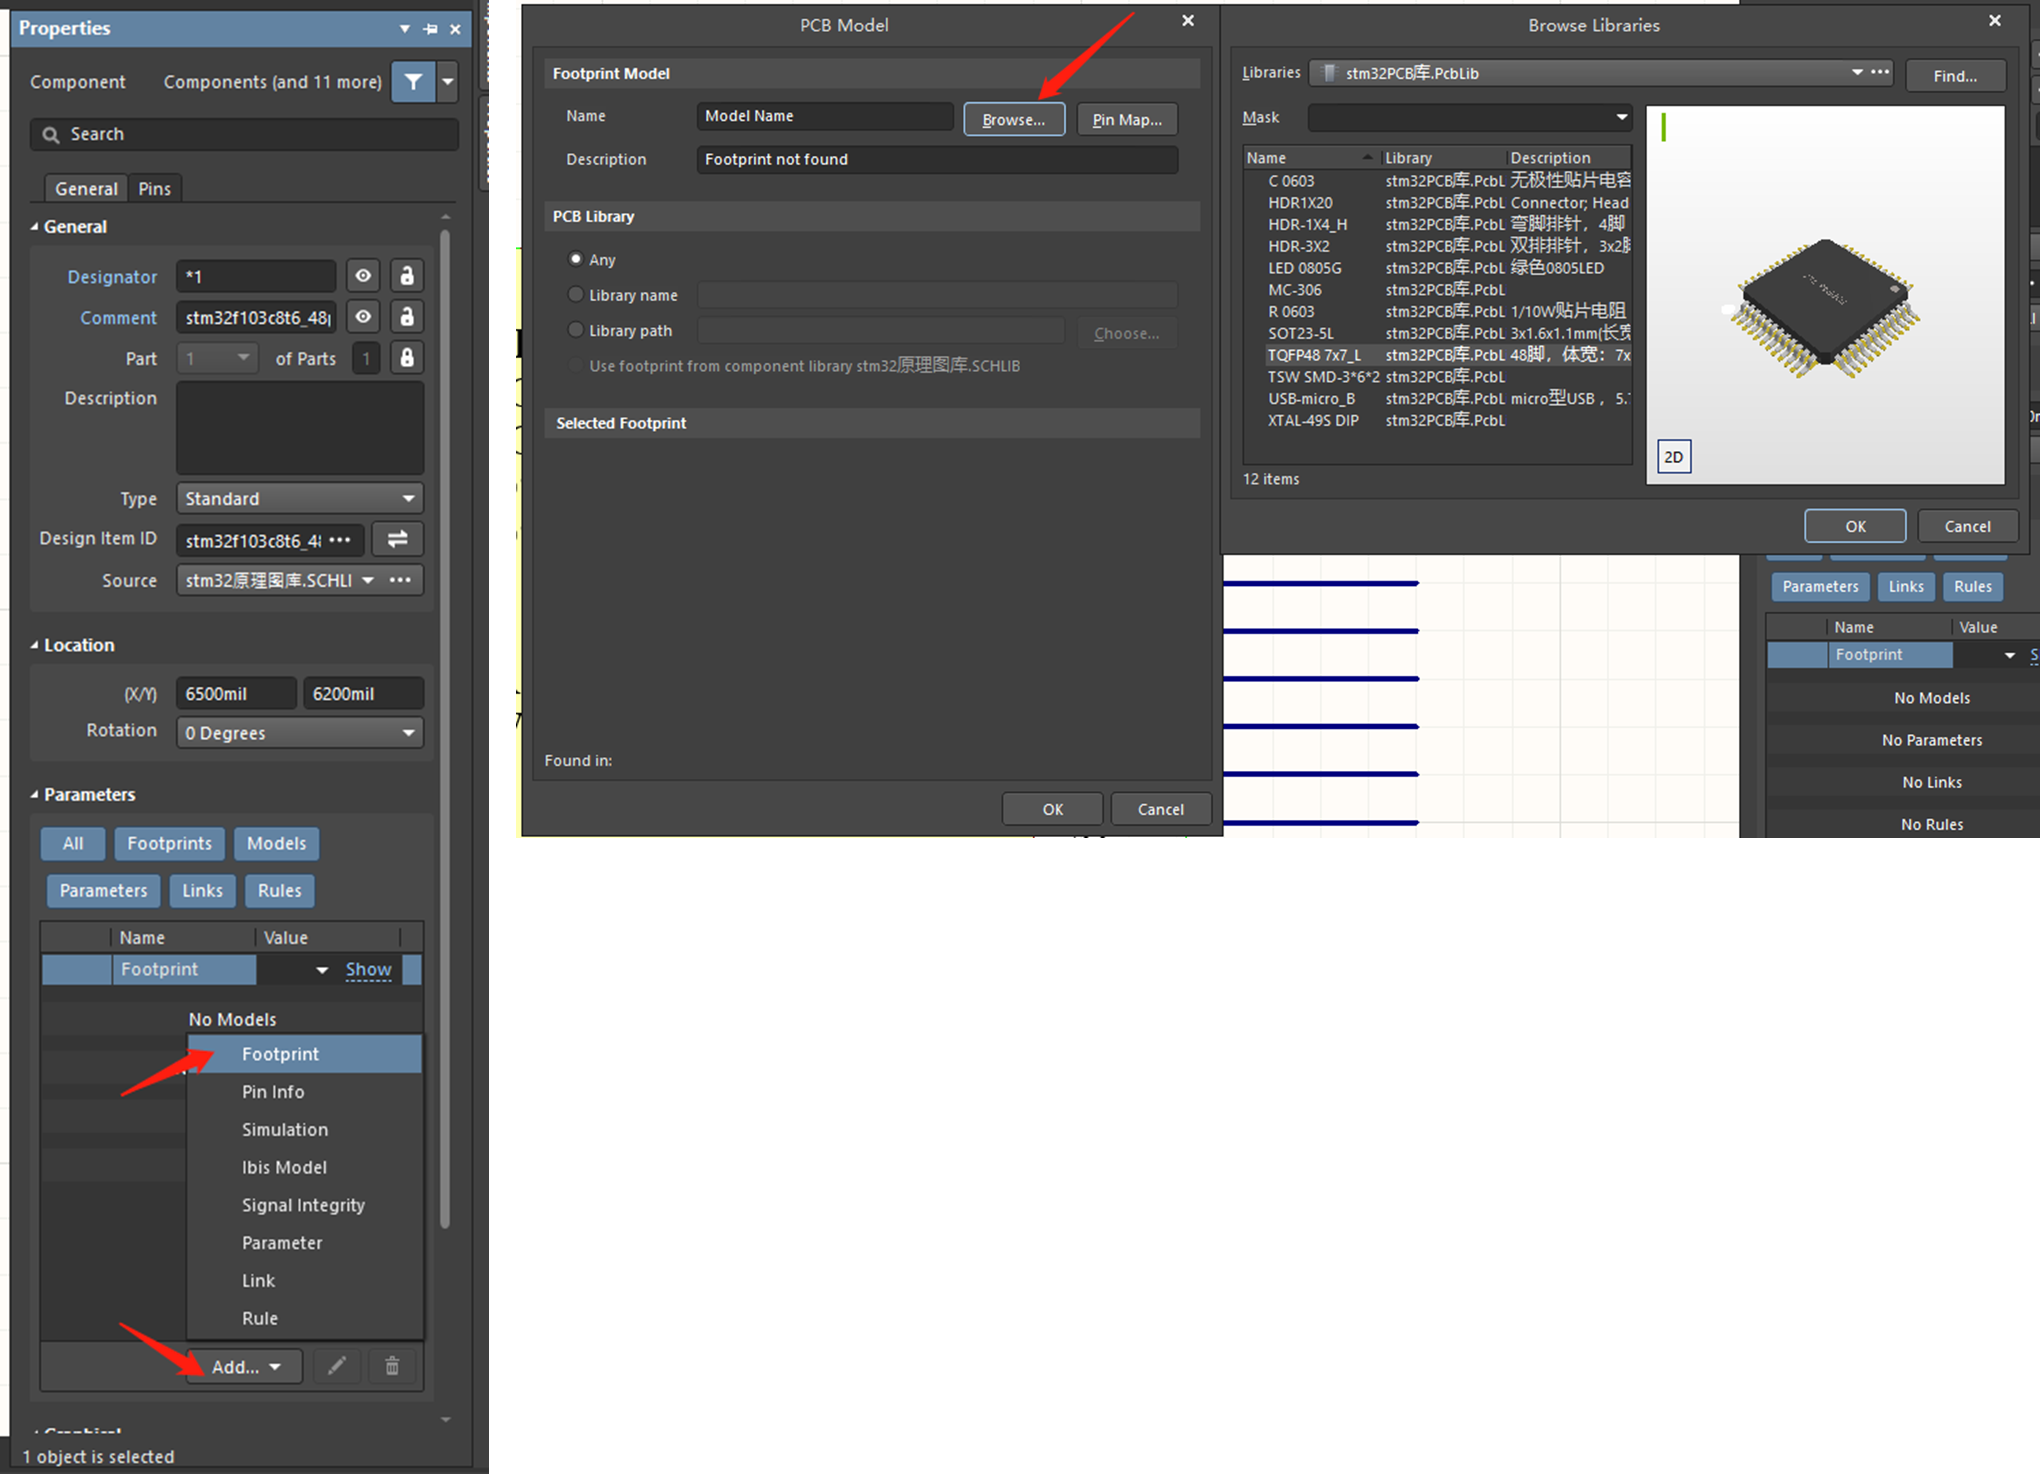 Properties
Component Components (and 11 more)
Search
General Pins
General
Designator *1
Comment stm32f103c8t6_48p
Part 1 of Parts 1
Description
Type Standard
Design Item ID stm32f103c8t6_4
Source stm32原理图库.SCHLI
Location
(X/Y) 6500mil 6200mil
Rotation 0 Degrees
Parameters
All Footprints Models
Parameters Links Rules
Name Value
Footprint Show
No Models
Footprint
Pin Info
Simulation
Ibis Model
Signal Integrity
Parameter
Link
Rule
Add...
1 object is selected
PCB Model
Footprint Model
Name Model Name Browse... Pin Map...
Description Footprint not found
PCB Library
Any
Library name
Library path Choose...
Use footprint from component library stm32原理图库.SCHLIB
Selected Footprint
Found in:
OK Cancel
Browse Libraries
Libraries stm32PCB库.PcbLib Find...
Mask
Name Library Description
C 0603 stm32PCB库.PcbL 无极性贴片电容
HDR1X20 stm32PCB库.PcbL Connector; Head
HDR-1X4_H stm32PCB库.PcbL 弯脚排针，4脚
HDR-3X2 stm32PCB库.PcbL 双排排针，3x2脚
LED 0805G stm32PCB库.PcbL 绿色0805LED
MC-306 stm32PCB库.PcbL
R 0603 stm32PCB库.PcbL 1/10W贴片电阻
SOT23-5L stm32PCB库.PcbL 3x1.6x1.1mm(长宽
TQFP48 7x7_L stm32PCB库.PcbL 48脚，体宽：7x
TSW SMD-3*6*2 stm32PCB库.PcbL
USB-micro_B stm32PCB库.PcbL micro型USB，5.
XTAL-49S DIP stm32PCB库.PcbL
12 items
2D
OK Cancel
Parameters Links Rules
Name Value
Footprint S
No Models
No Parameters
No Links
No Rules